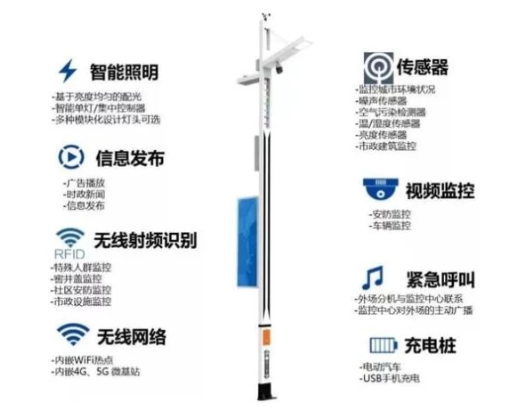 智能照明
-基于亮度均匀的配光
-智能单灯/集中控制器
-多种模块化设计灯头可选
信息发布
-广告播放
-时政新闻
-信息发布
RFID
无线射频识别
-特殊人群监控
-密井盖监控
-社区安防监控
-市政设施监控
无线网络
-内嵌WiFi热点
-内嵌4G、5G 微基站
传感器
-监控城市环境状况
-噪声传感器
-空气污染检测器
-温/湿度传感器
-亮度传感器
-市政建筑监控
视频监控
-安防监控
-车辆监控
紧急呼叫
-外场分机与监控中心联系
-监控中心对外场的主动广播
充电桩
-电动汽车
-USB手机充电